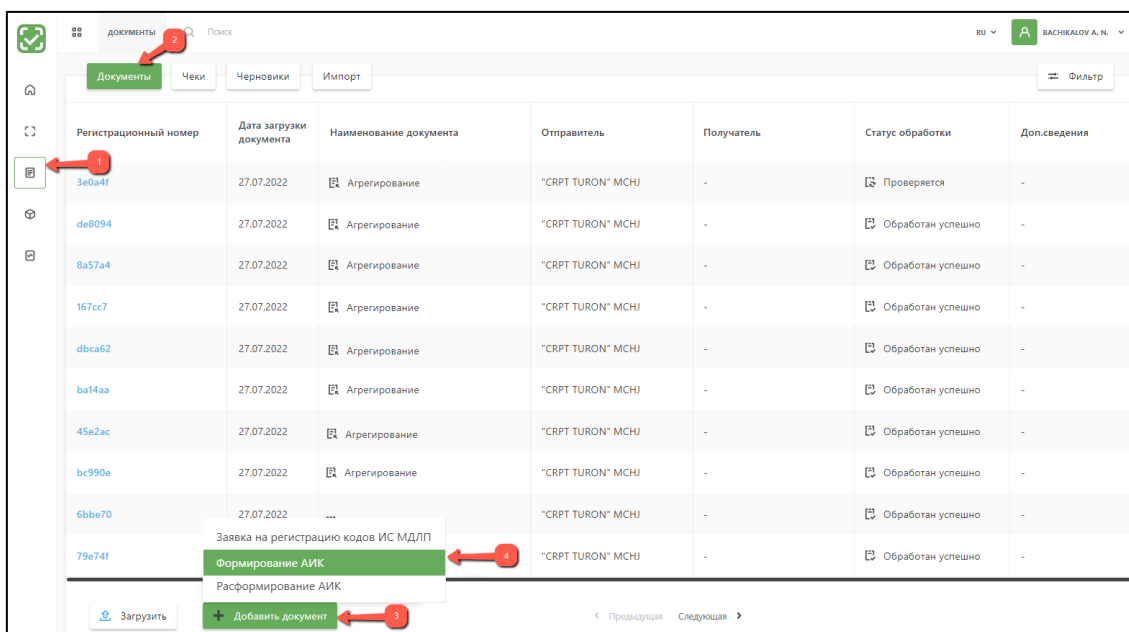 ДОКУМЕНТЫ 2 Поиск RU A BACHIKALOV A. N.
Документы Чеки Черновики Импорт Фильтр
Регистрационный номер Дата загрузки документа Наименование документа Отправитель Получатель Статус обработки Доп.сведения
1
3e0a4f 27.07.2022 Агрегирование "CRPT TURON" MCHJ - Проверяется -
de8094 27.07.2022 Агрегирование "CRPT TURON" MCHJ - Обработан успешно -
8a57a4 27.07.2022 Агрегирование "CRPT TURON" MCHJ - Обработан успешно -
167cc7 27.07.2022 Агрегирование "CRPT TURON" MCHJ - Обработан успешно -
dbca62 27.07.2022 Агрегирование "CRPT TURON" MCHJ - Обработан успешно -
ba14aa 27.07.2022 Агрегирование "CRPT TURON" MCHJ - Обработан успешно -
45e2ac 27.07.2022 Агрегирование "CRPT TURON" MCHJ - Обработан успешно -
bc990e 27.07.2022 Агрегирование "CRPT TURON" MCHJ - Обработан успешно -
6bbe70 27.07.2022 ... "CRPT TURON" MCHJ - Обработан успешно -
Заявка на регистрацию кодов ИС МДЛП
79e74f Формирование АИК 4 "CRPT TURON" MCHJ - Обработан успешно -
Расформирование АИК
Загрузить + Добавить документ 3 < Предыдущая Следующая >